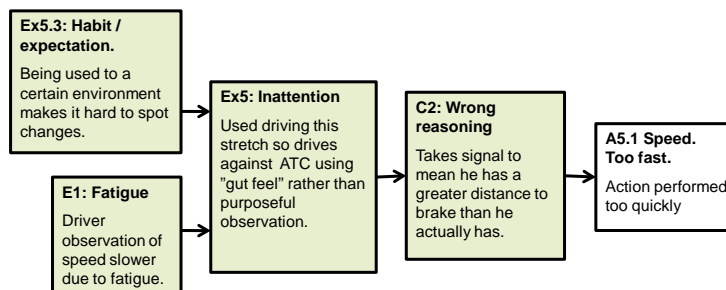 Ex5.3: Habit /
expectation.
Being used to a
certain environment
makes it hard to spot
changes.
E1: Fatigue
Driver
observation of
speed slower
due to fatigue.
Ex5: Inattention
Used driving this
stretch so drives
against  ATC using
”gut feel” rather than
purposeful
observation.
C2: Wrong
reasoning
Takes signal to
mean he has a
greater distance to
brake than he
actually has.
A5.1 Speed.
Too fast.
Action performed
too quickly